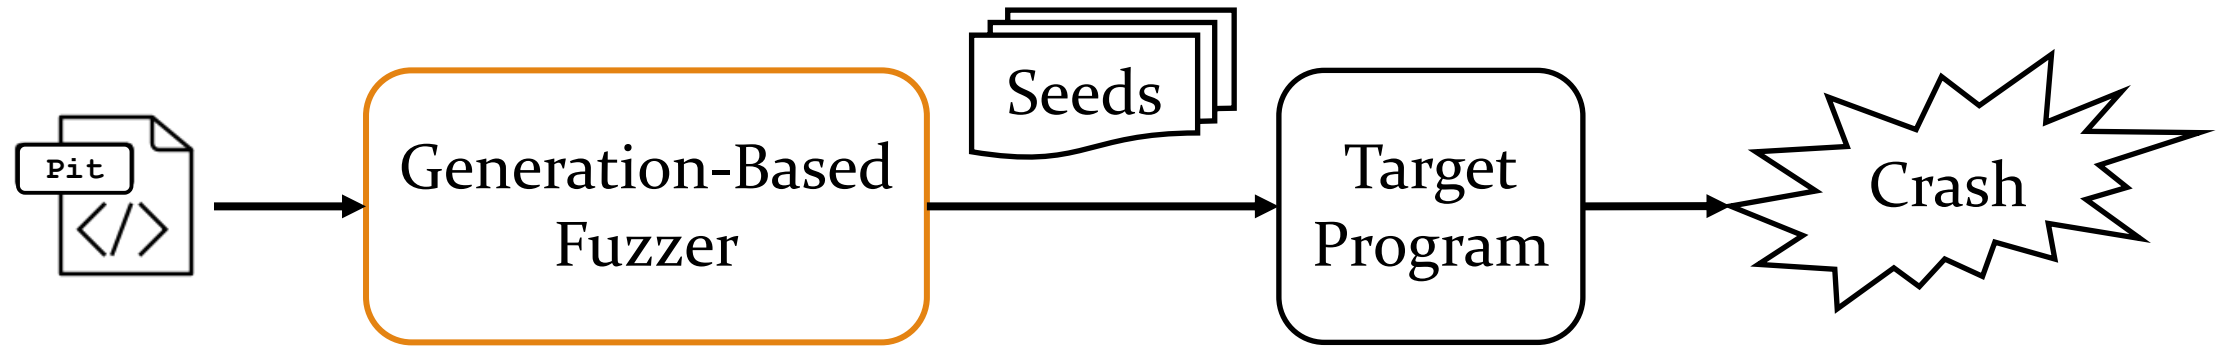 Pit
</>
Generation-Based
Fuzzer
Seeds
Target
Program
Crash